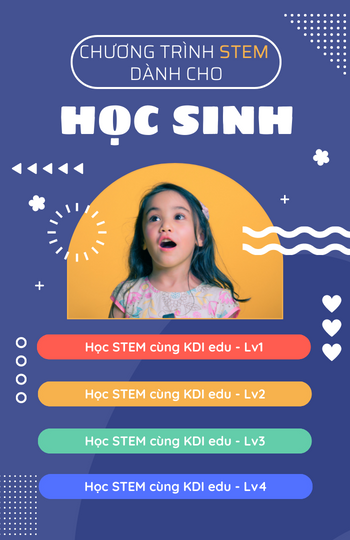 CHƯƠNG TRÌNH STEM
DÀNH CHO
HỌC SINH
Học STEM cùng KDI edu - Lv1
Học STEM cùng KDI edu - Lv2
Học STEM cùng KDI edu - Lv3
Học STEM cùng KDI edu - Lv4